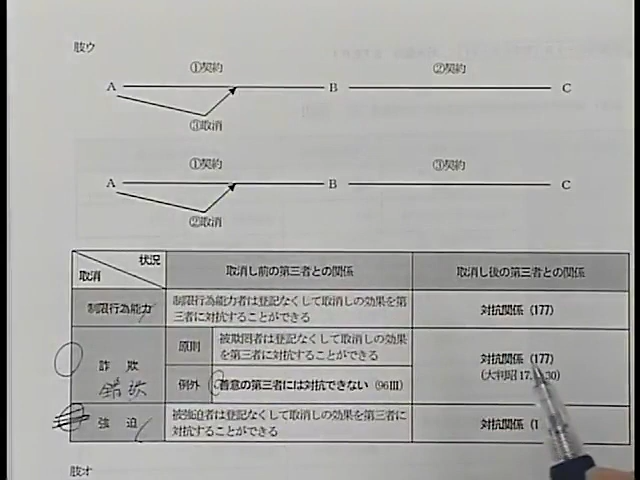 肢ウ
①契約 ②契約
A B C
③取消
①契約 ③契約
A B C
②取消
状況
取消
取消し前の第三者との関係
取消し後の第三者との関係
制限行為能力
制限行為能力者は登記なくして取消しの効果を第
三者に対抗することができる
対抗関係（177）
詐欺
錯誤
原則
被欺罔者は登記なくして取消しの効果
を第三者に対抗することができる
例外
善意の第三者には対抗できない（96Ⅲ）
対抗関係（177）
（大判昭17. 30）
強迫
被強迫者は登記なくして取消しの効果を第三者に
対抗することができる
対抗関係（1
肢オ